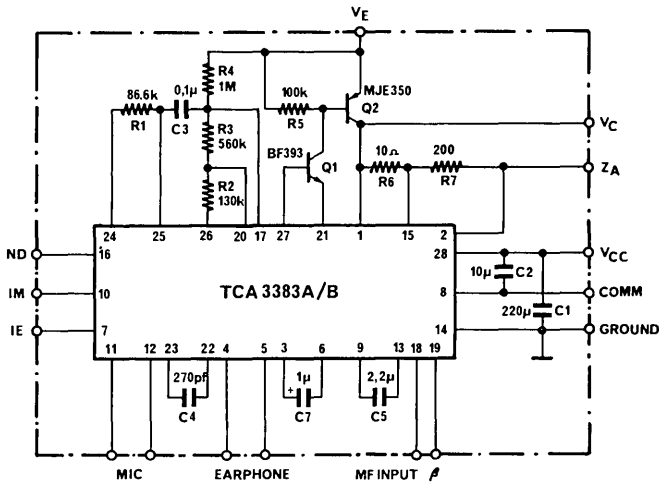 VE
R4
1M
86,6k
0,1µ
R1
C3
R3
560k
R2
130k
100k
R5
MJE350
Q2
BF393
Q1
VC
10Ω
R6
200
R7
ZA
24 25 26 20 17 27 21 1 15 2
ND
16
28
VCC
TCA 3383A/B
10µ
C2
IM
10
8
COMM
220µ
C1
IE
7
14
GROUND
11 12 23 22 4 5 3 6 9 13 18 19
270pf
C4
+
1µ
C7
2,2µ
C5
MIC EARPHONE MF INPUT β